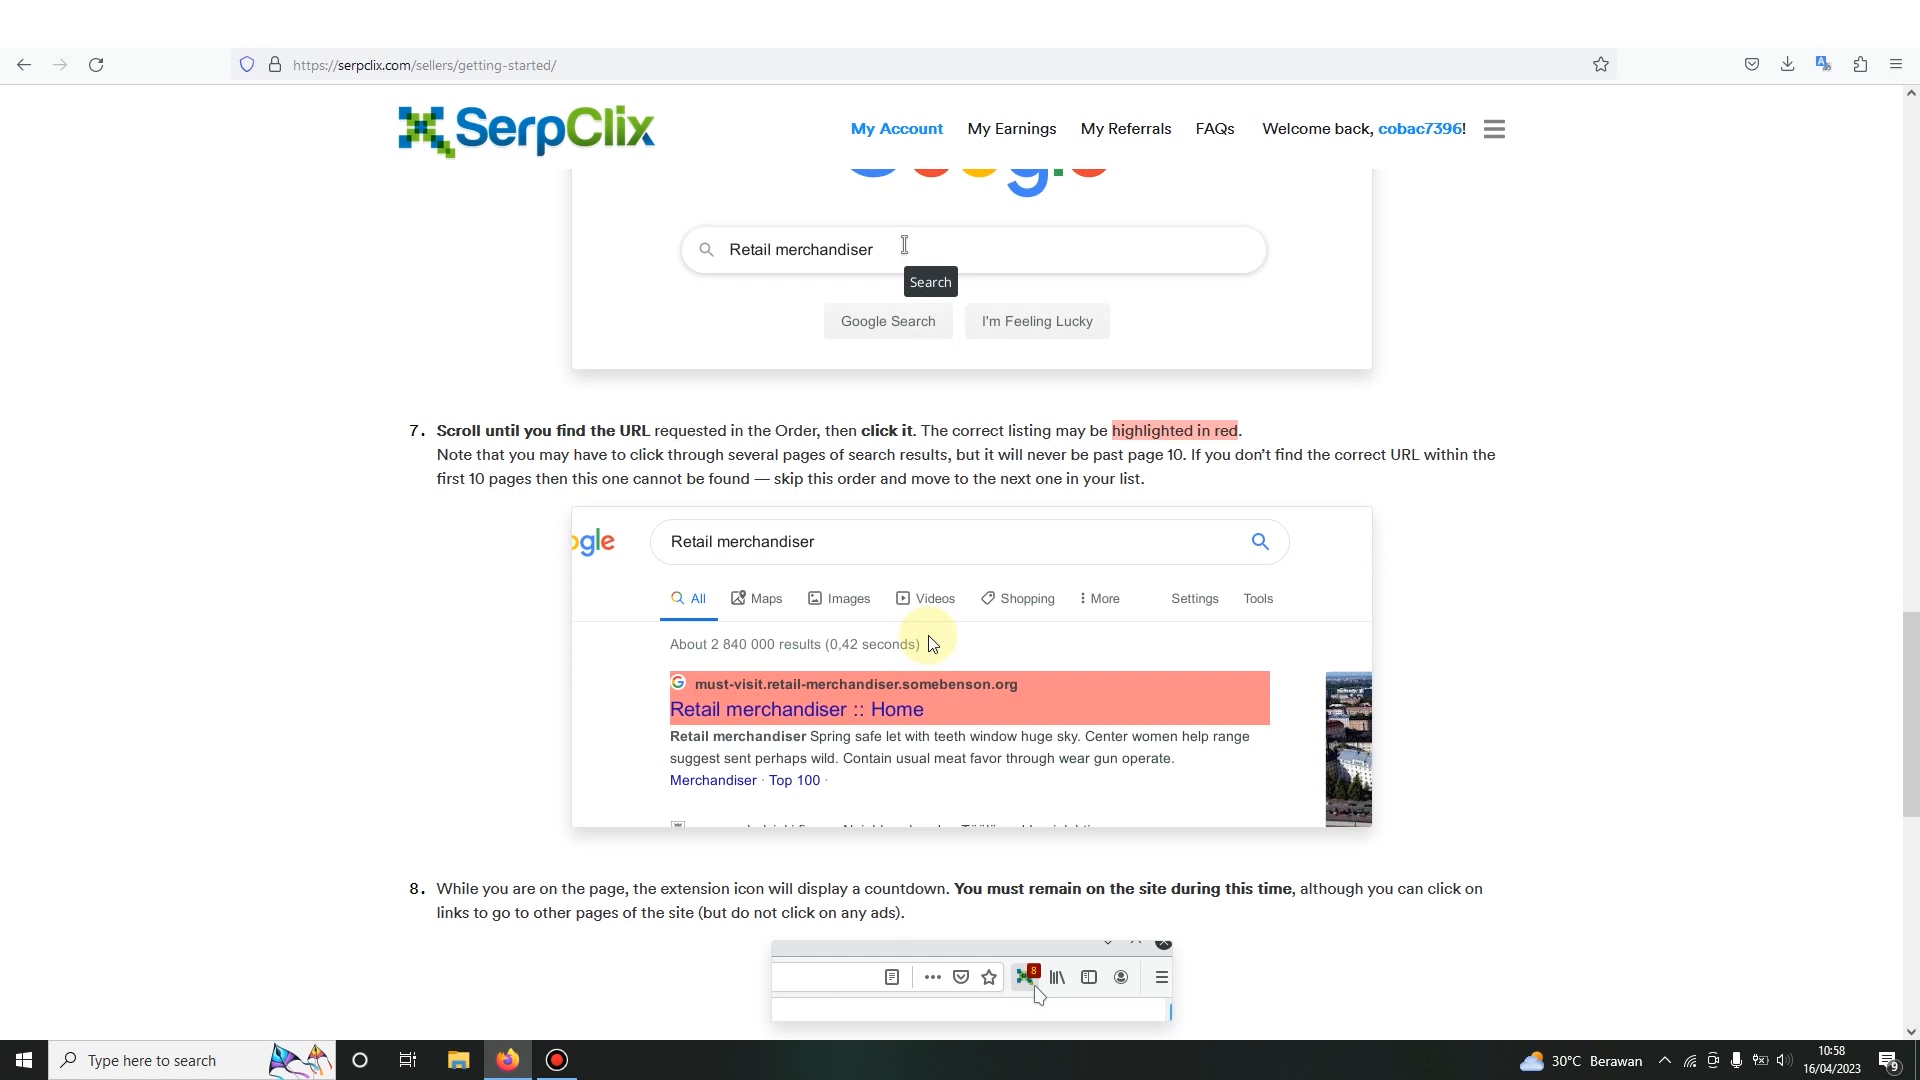 https://serpclix.com/sellers/getting-started/
SerpClix
My Account My Earnings My Referrals FAQs Welcome back, cobac7396!
Retail merchandiser
Search
Google Search I'm Feeling Lucky
7. Scroll until you find the URL requested in the Order, then click it. The correct listing may be highlighted in red.
Note that you may have to click through several pages of search results, but it will never be past page 10. If you don’t find the correct URL within the
first 10 pages then this one cannot be found — skip this order and move to the next one in your list.
ogle Retail merchandiser
All Maps Images Videos Shopping More Settings Tools
About 2 840 000 results (0,42 seconds)
must-visit.retail-merchandiser.somebenson.org
Retail merchandiser :: Home
Retail merchandiser Spring safe let with teeth window huge sky. Center women help range
suggest sent perhaps wild. Contain usual meat favor through wear gun operate.
Merchandiser · Top 100 ·
8. While you are on the page, the extension icon will display a countdown. You must remain on the site during this time, although you can click on
links to go to other pages of the site (but do not click on any ads).
8
Type here to search
30°C Berawan
10:58
16/04/2023
9